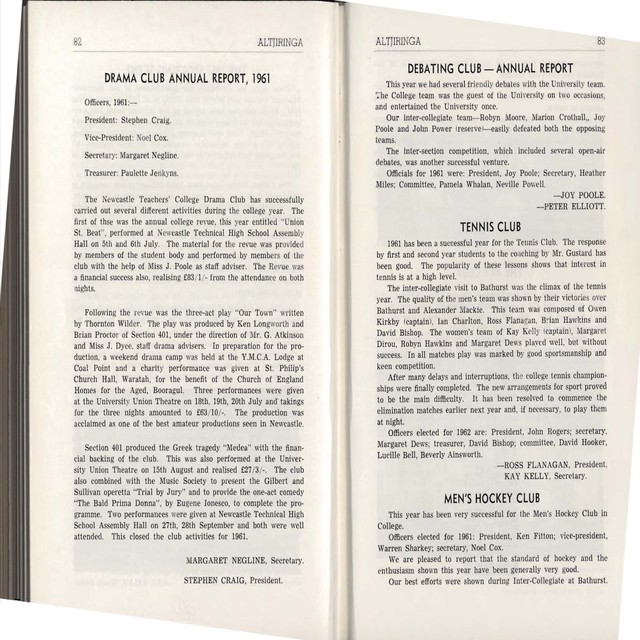 82 ALTJIRINGA
DRAMA CLUB ANNUAL REPORT, 1961
Officers, 1961:—
President: Stephen Craig.
Vice-President: Noel Cox.
Secretary: Margaret Negline.
Treasurer: Paulette Jenkyns.
The Newcastle Teachers' College Drama Club has successfully
carried out several different activities during the college year. The
first of these was the annual college revue, this year entitled "Union
St. Beat", performed at Newcastle Technical High School Assembly
Hall on 5th and 6th July. The material for the revue was provided
by members of the student body and performed by members of the
club with the help of Miss J. Poole as staff adviser. The Revue was
a financial success also, realising £83/1/- from the attendance on both
nights.
Following the revue was the three-act play "Our Town" written
by Thornton Wilder. The play was produced by Ken Longworth and
Brian Proctor of Section 401, under the direction of Mr. G. Atkinson
and Miss J. Dyce, staff drama advisers. In preparation for the pro-
duction, a weekend drama camp was held at the Y.M.C.A. Lodge at
Coal Point and a charity performance was given at St. Philip's
Church Hall, Waratah, for the benefit of the Church of England
Homes for the Aged, Booragul. Three performances were given
at the University Union Theatre on 18th, 19th, 20th July and takings
for the three nights amounted to £63/10/-. The production was
acclaimed as one of the best amateur productions seen in Newcastle.
Section 401 produced the Greek tragedy "Medea" with the finan-
cial backing of the club. This was also performed at the Univer-
sity Union Theatre on 15th August and realised £27/3/-. The club
also combined with the Music Society to present the Gilbert and
Sullivan operetta "Trial by Jury" and to provide the one-act comedy
"The Bald Prima Donna", by Eugene Ionesco, to complete the pro-
gramme. Two performances were given at Newcastle Technical High
School Assembly Hall on 27th, 28th September and both were well
attended. This closed the club activities for 1961.
MARGARET NEGLINE, Secretary.
STEPHEN CRAIG, President.
ALTJIRINGA 83
DEBATING CLUB — ANNUAL REPORT
This year we had several friendly debates with the University team.
The College team was the guest of the University on two occasions,
and entertained the University once.
Our inter-collegiate team—Robyn Moore, Marion Crothall,, Joy
Poole and John Power (reserve)—easily defeated both the opposing
teams.
The inter-section competition, which included several open-air
debates, was another successful venture.
Officials for 1961 were: President, Joy Poole; Secretary, Heather
Miles; Committee, Pamela Whalan, Neville Powell.
—JOY POOLE.
—PETER ELLIOTT.
TENNIS CLUB
1961 has been a successful year for the Tennis Club. The response
by first and second year students to the coaching by Mr. Gustard has
been good. The popularity of these lessons shows that interest in
tennis is at a high level.
The inter-collegiate visit to Bathurst was the climax of the tennis
year. The quality of the men's team was shown by their victories over
Bathurst and Alexander Mackie. This team was composed of Owen
Kirkby (captain), Ian Charlton, Ross Flanagan, Brian Hawkins and
David Bishop. The women's team of Kay Kelly (captain), Margaret
Dirou, Robyn Hawkins and Margaret Dews played well, but without
success. In all matches play was marked by good sportsmanship and
keen competition.
After many delays and interruptions, the college tennis champion-
ships were finally completed. The new arrangements for sport proved
to be the main difficulty. It has been resolved to commence the
elimination matches earlier next year and, if necessary, to play them
at night.
Officers elected for 1962 are: President, John Rogers; secretary,
Margaret Dews; treasurer, David Bishop; committee, David Hooker,
Lucille Bell, Beverly Ainsworth.
—ROSS FLANAGAN, President.
KAY KELLY, Secretary.
MEN'S HOCKEY CLUB
This year has been very successful for the Men's Hockey Club in
College.
Officers elected for 1961: President, Ken Fitton; vice-president,
Warren Sharkey; secretary, Noel Cox.
We are pleased to report that the standard of hockey and the
enthusiasm shown this year have been generally very good.
Our best efforts were shown during Inter-Collegiate at Bathurst.